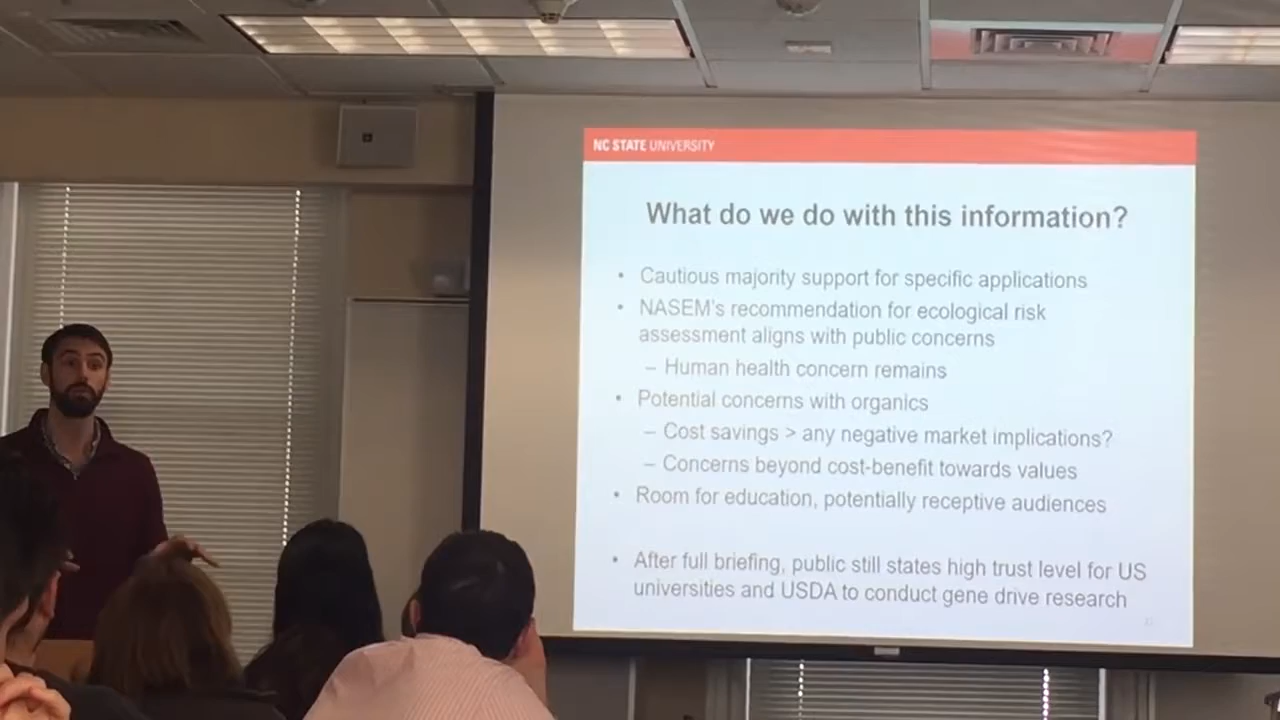 NC STATE UNIVERSITY
What do we do with this information?
• Cautious majority support for specific applications
• NASEM's recommendation for ecological risk
assessment aligns with public concerns
– Human health concern remains
• Potential concerns with organics
– Cost savings > any negative market implications?
– Concerns beyond cost-benefit towards values
• Room for education, potentially receptive audiences
• After full briefing, public still states high trust level for US
universities and USDA to conduct gene drive research